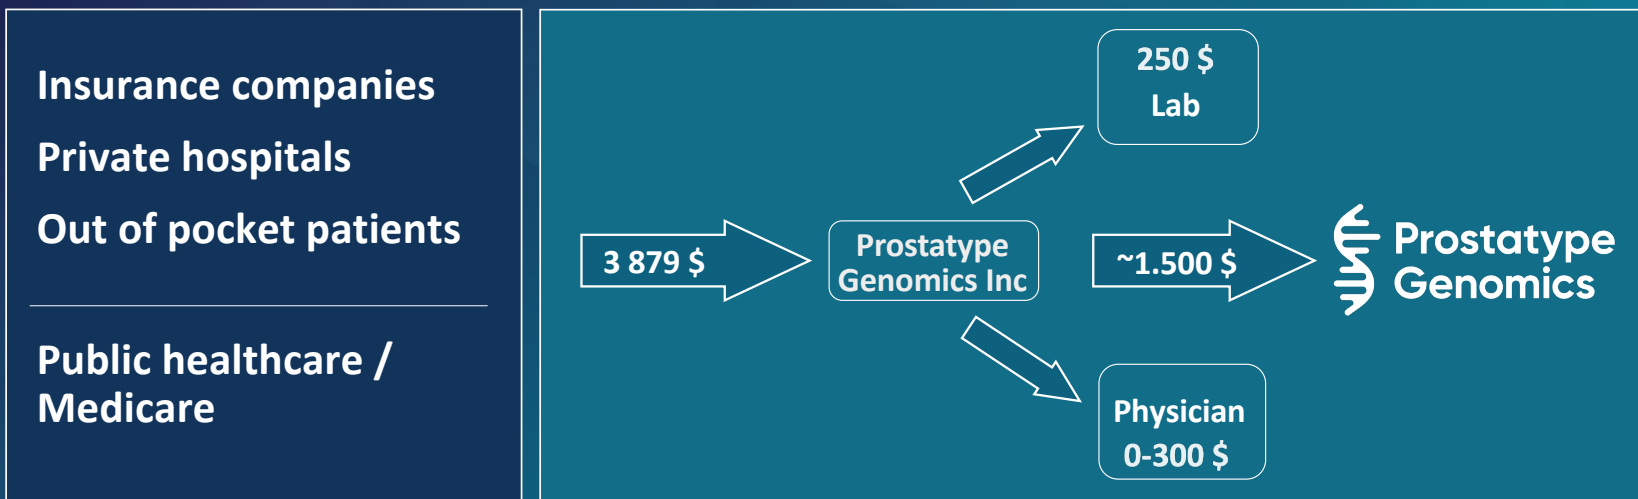 Insurance companies
Private hospitals
Out of pocket patients
Public healthcare /
Medicare
250 $
Lab
3 879 $
Prostatype
Genomics Inc
~1.500 $
Prostatype
Genomics
Physician
0-300 $